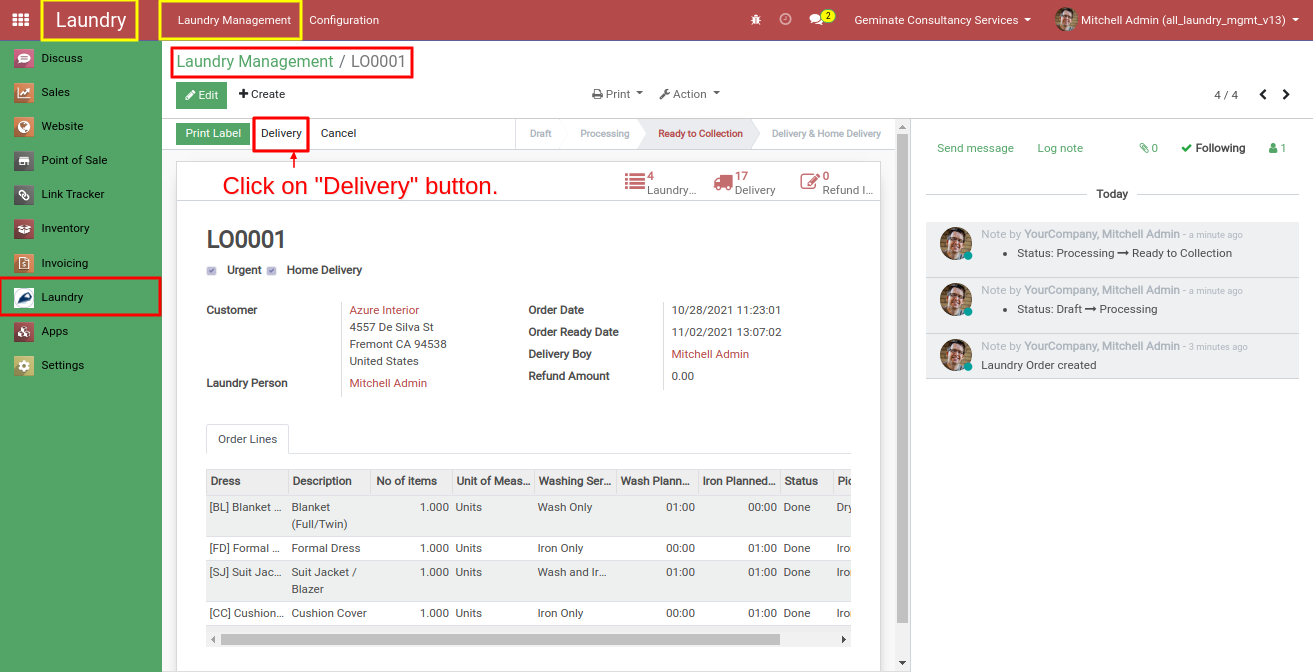 Laundry Laundry Management Configuration 2 Geminate Consultancy Services Mitchell Admin (all_laundry_mgmt_v13)
Discuss
Sales
Website
Point of Sale
Link Tracker
Inventory
Invoicing
Laundry
Apps
Settings
Laundry Management / LO0001
Edit Create Print Action 4 / 4
Print Label Delivery Cancel Draft Processing Ready to Collection Delivery & Home Delivery
Click on "Delivery" button.
4 Laundry... 17 Delivery 0 Refund I...
LO0001
Urgent Home Delivery
Customer Azure Interior
4557 De Silva St
Fremont CA 94538
United States
Laundry Person Mitchell Admin
Order Date 10/28/2021 11:23:01
Order Ready Date 11/02/2021 13:07:02
Delivery Boy Mitchell Admin
Refund Amount 0.00
Order Lines
Dress Description No of items Unit of Meas... Washing Ser... Wash Plann... Iron Planned... Status Pic
[BL] Blanket ... Blanket (Full/Twin) 1.000 Units Wash Only 01:00 00:00 Done Dry
[FD] Formal ... Formal Dress 1.000 Units Iron Only 00:00 01:00 Done Iro
[SJ] Suit Jac... Suit Jacket / Blazer 1.000 Units Wash and Ir... 01:00 01:00 Done Iro
[CC] Cushion... Cushion Cover 1.000 Units Iron Only 00:00 01:00 Done Iro
Send message Log note 0 Following 1
Today
Note by YourCompany, Mitchell Admin - a minute ago
• Status: Processing → Ready to Collection
Note by YourCompany, Mitchell Admin - a minute ago
• Status: Draft → Processing
Note by YourCompany, Mitchell Admin - 3 minutes ago
Laundry Order created